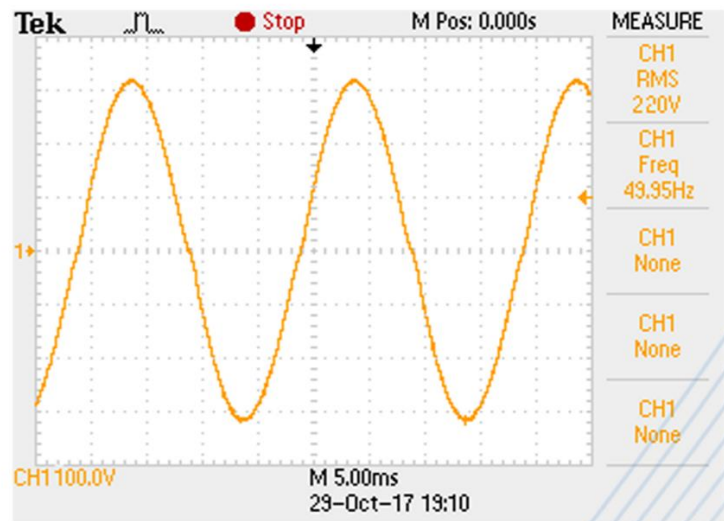 Tek Stop M Pos: 0.000s MEASURE
CH1
RMS
220V
CH1
Freq
49.95Hz
1
CH1
None
CH1
None
CH1
None
CH1 100.0V M 5.00ms
29-Oct-17 19:10